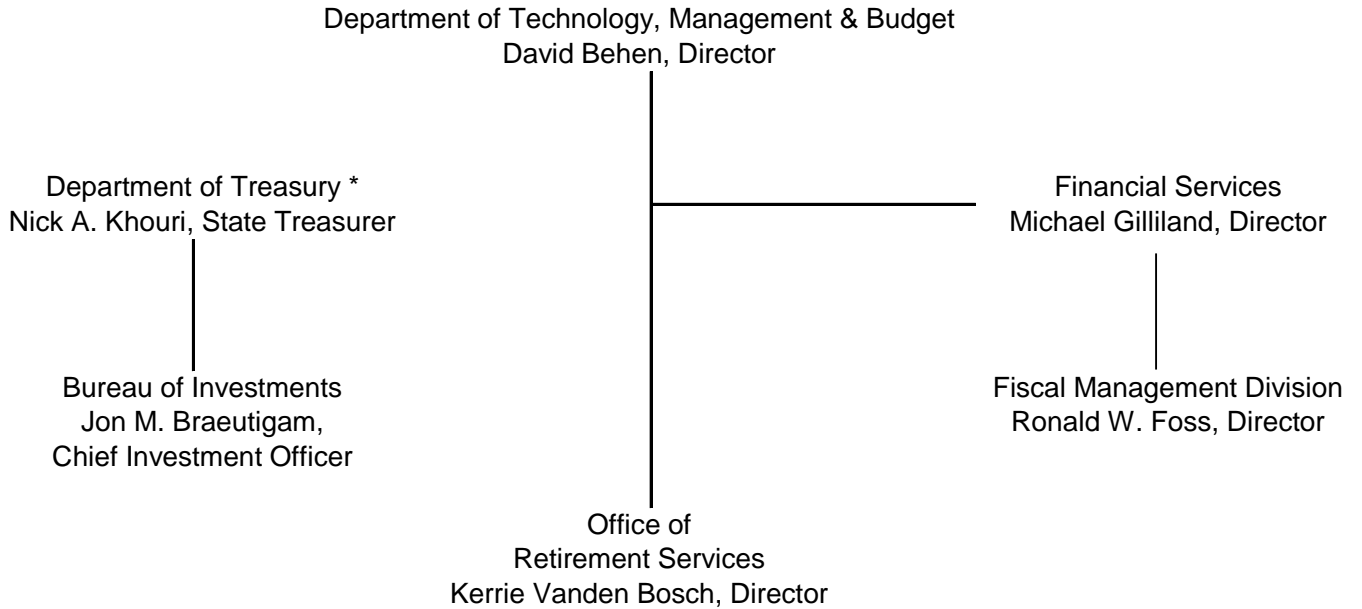 Department of Technology, Management & Budget
David Behen, Director
Department of Treasury *
Nick A. Khouri, State Treasurer
Financial Services
Michael Gilliland, Director
Bureau of Investments
Jon M. Braeutigam,
Chief Investment Officer
Fiscal Management Division
Ronald W. Foss, Director
Office of
Retirement Services
Kerrie Vanden Bosch, Director